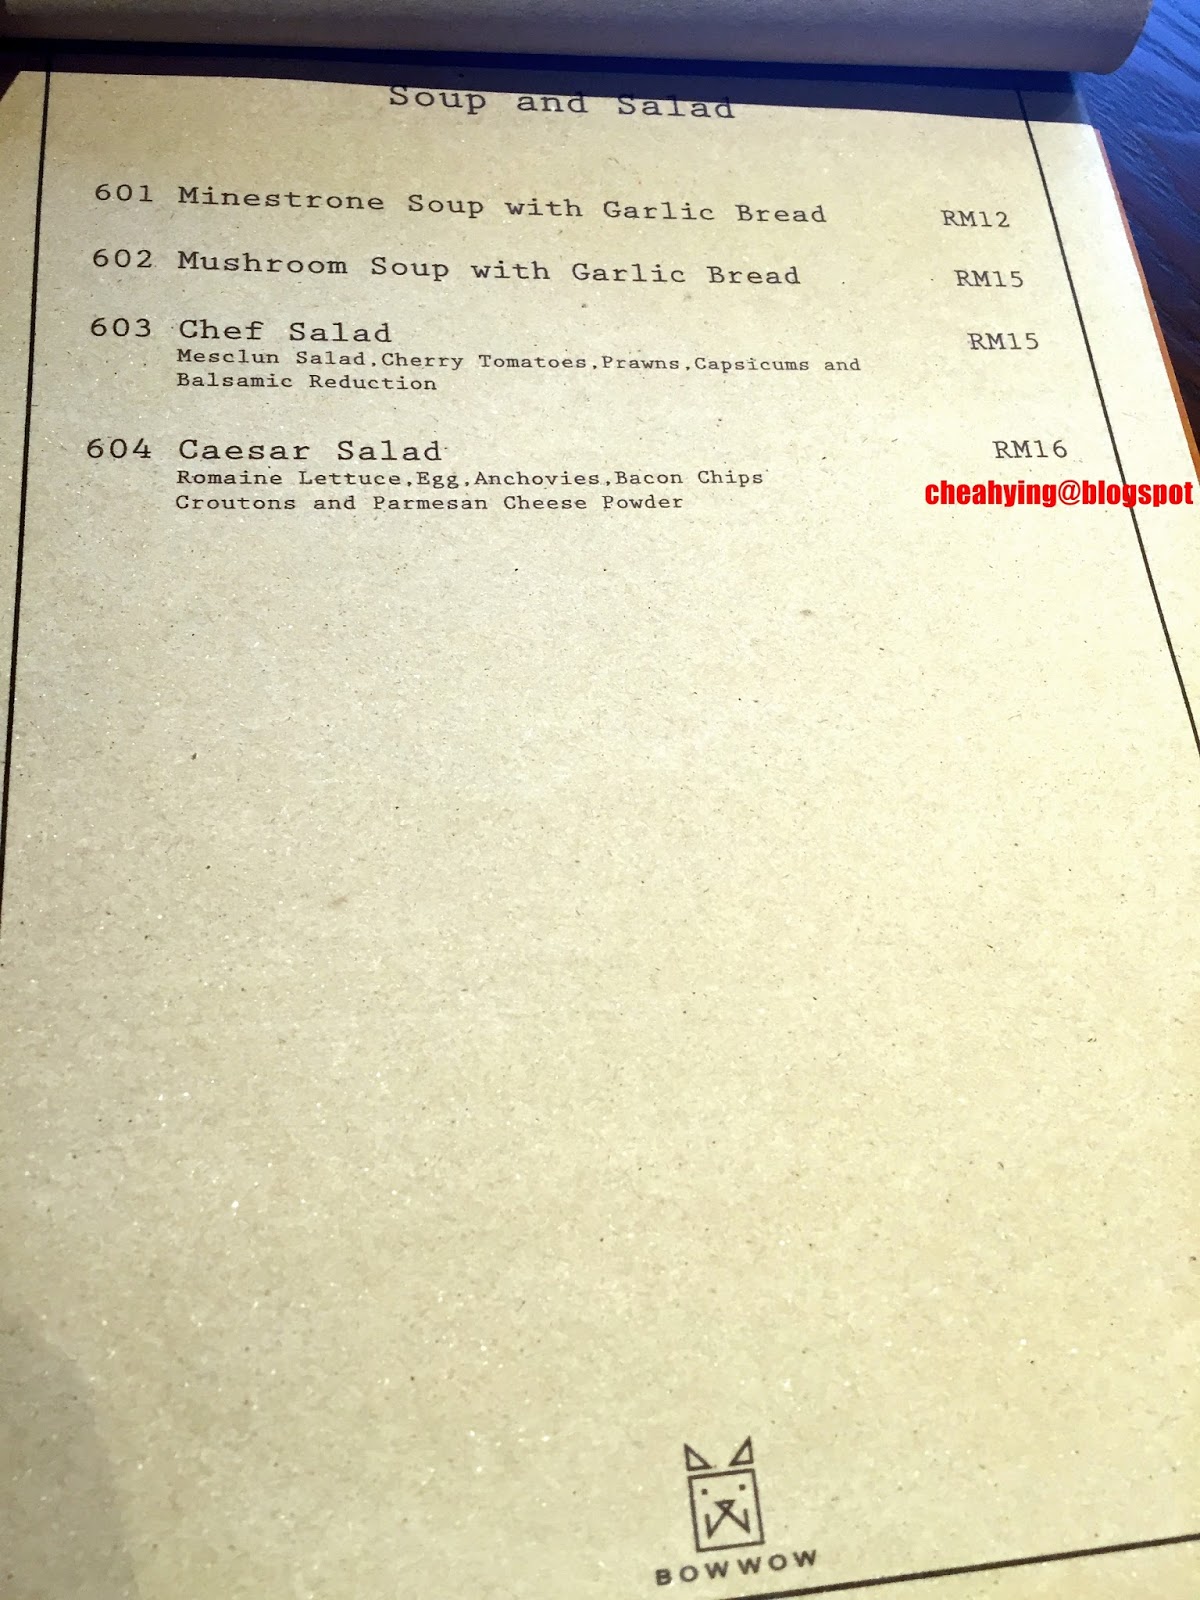 Soup and Salad
601 Minestrone Soup with Garlic Bread RM12
602 Mushroom Soup with Garlic Bread RM15
603 Chef Salad RM15
Mesclun Salad,Cherry Tomatoes,Prawns,Capsicums and
Balsamic Reduction
604 Caesar Salad RM16
Romaine Lettuce,Egg,Anchovies,Bacon Chips
Croutons and Parmesan Cheese Powder
cheahying@blogspot
BOWWOW